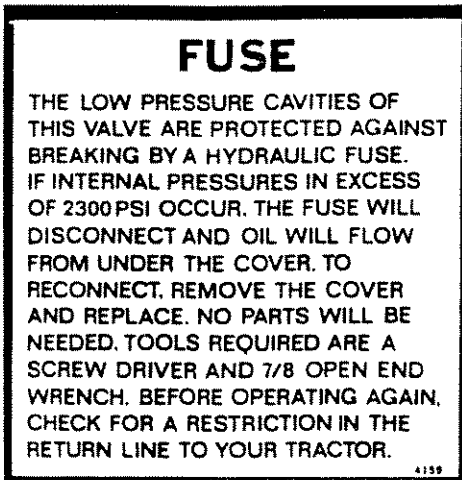 FUSE
THE LOW PRESSURE CAVITIES OF
THIS VALVE ARE PROTECTED AGAINST
BREAKING BY A HYDRAULIC FUSE.
IF INTERNAL PRESSURES IN EXCESS
OF 2300 PSI OCCUR. THE FUSE WILL
DISCONNECT AND OIL WILL FLOW
FROM UNDER THE COVER. TO
RECONNECT. REMOVE THE COVER
AND REPLACE. NO PARTS WILL BE
NEEDED. TOOLS REQUIRED ARE A
SCREW DRIVER AND 7/8 OPEN END
WRENCH. BEFORE OPERATING AGAIN,
CHECK FOR A RESTRICTION IN THE
RETURN LINE TO YOUR TRACTOR.
4159